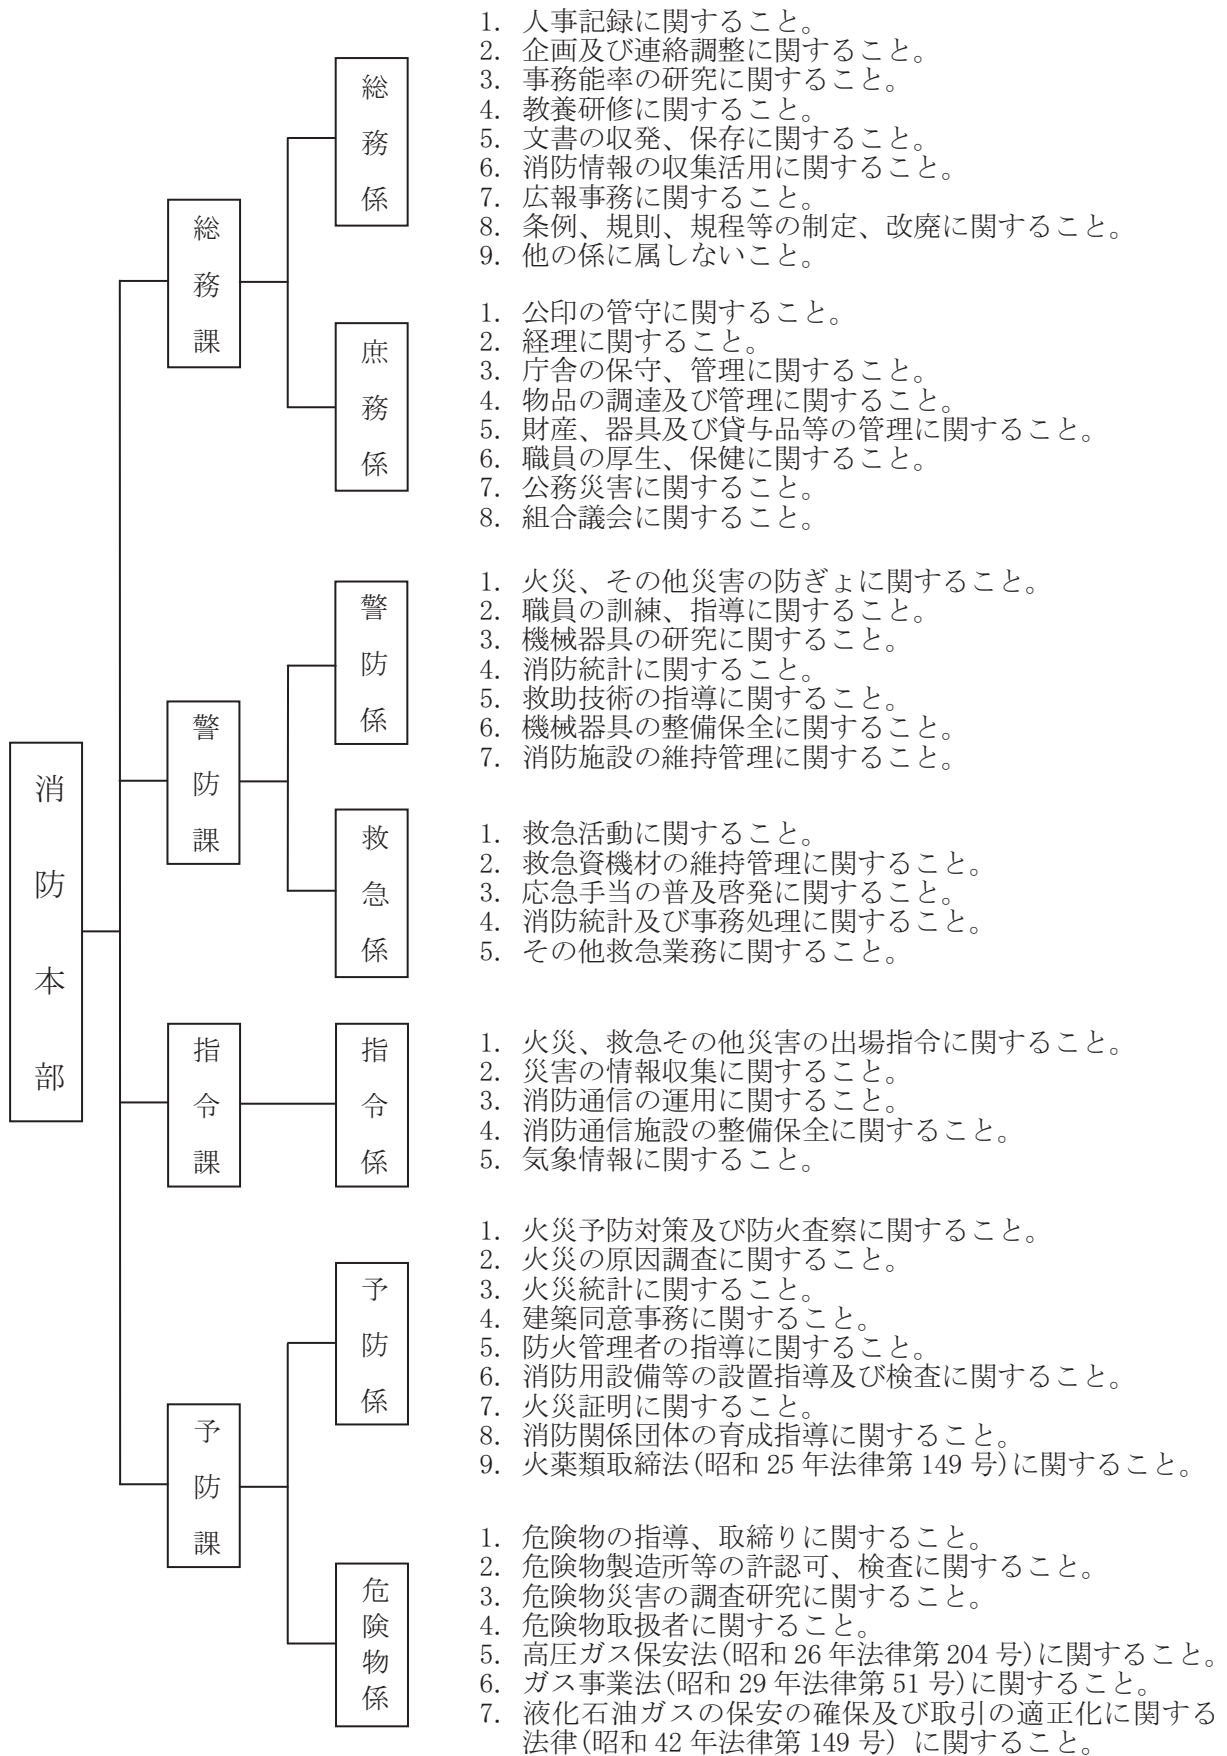 消防本部
総務課
総務係
1. 人事記録に関すること。
2. 企画及び連絡調整に関すること。
3. 事務能率の研究に関すること。
4. 教養研修に関すること。
5. 文書の収発、保存に関すること。
6. 消防情報の収集活用に関すること。
7. 広報事務に関すること。
8. 条例、規則、規程等の制定、改廃に関すること。
9. 他の係に属しないこと。
庶務係
1. 公印の管守に関すること。
2. 経理に関すること。
3. 庁舎の保守、管理に関すること。
4. 物品の調達及び管理に関すること。
5. 財産、器具及び貸与品等の管理に関すること。
6. 職員の厚生、保健に関すること。
7. 公務災害に関すること。
8. 組合議会に関すること。
警防課
警防係
1. 火災、その他災害の防ぎょに関すること。
2. 職員の訓練、指導に関すること。
3. 機械器具の研究に関すること。
4. 消防統計に関すること。
5. 救助技術の指導に関すること。
6. 機械器具の整備保全に関すること。
7. 消防施設の維持管理に関すること。
救急係
1. 救急活動に関すること。
2. 救急資機材の維持管理に関すること。
3. 応急手当の普及啓発に関すること。
4. 消防統計及び事務処理に関すること。
5. その他救急業務に関すること。
指令課
指令係
1. 火災、救急その他災害の出場指令に関すること。
2. 災害の情報収集に関すること。
3. 消防通信の運用に関すること。
4. 消防通信施設の整備保全に関すること。
5. 気象情報に関すること。
予防課
予防係
1. 火災予防対策及び防火査察に関すること。
2. 火災の原因調査に関すること。
3. 火災統計に関すること。
4. 建築同意事務に関すること。
5. 防火管理者の指導に関すること。
6. 消防用設備等の設置指導及び検査に関すること。
7. 火災証明に関すること。
8. 消防関係団体の育成指導に関すること。
9. 火薬類取締法(昭和 25 年法律第 149 号)に関すること。
危険物係
1. 危険物の指導、取締りに関すること。
2. 危険物製造所等の許認可、検査に関すること。
3. 危険物災害の調査研究に関すること。
4. 危険物取扱者に関すること。
5. 高圧ガス保安法(昭和 26 年法律第 204 号)に関すること。
6. ガス事業法(昭和 29 年法律第 51 号)に関すること。
7. 液化石油ガスの保安の確保及び取引の適正化に関する
法律(昭和 42 年法律第 149 号) に関すること。